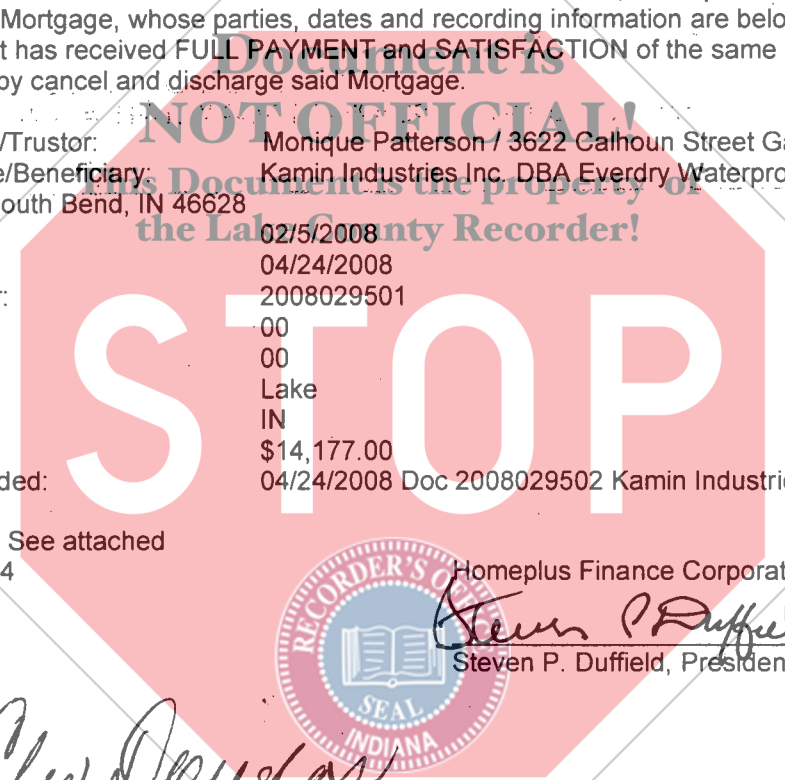 Mortgage, whose parties, dates and recording information are belo
t has received FULL PAYMENT and SATISFACTION of the same
by cancel and discharge said Mortgage.
Document is
NOT OFFICIAL!
This Document is the property of
the Lake County Recorder!
/Trustor: Monique Patterson / 3622 Calhoun Street Ga
e/Beneficiary: Kamin Industries Inc. DBA Everdry Waterpro
outh Bend, IN 46628
02/5/2008
04/24/2008
r: 2008029501
00
00
Lake
IN
$14,177.00
ded: 04/24/2008 Doc 2008029502 Kamin Industrie
STOP
See attached
4 Homeplus Finance Corporat
Steven P Duffie
Steven P. Duffield, Presiden
RECORDER'S OFFICE
SEAL
INDIANA